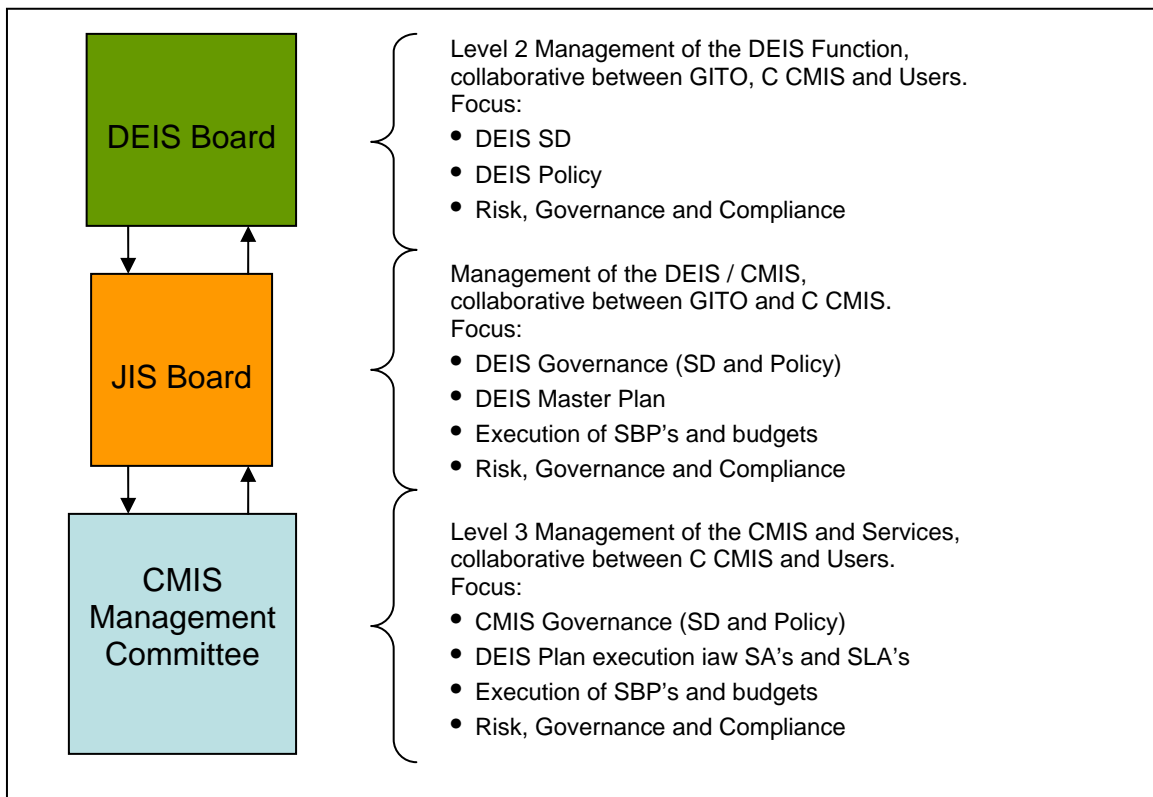 DEIS Board
Level 2 Management of the DEIS Function,
collaborative between GITO, C CMIS and Users.
Focus:
• DEIS SD
• DEIS Policy
• Risk, Governance and Compliance
JIS Board
Management of the DEIS / CMIS,
collaborative between GITO and C CMIS.
Focus:
• DEIS Governance (SD and Policy)
• DEIS Master Plan
• Execution of SBP's and budgets
• Risk, Governance and Compliance
CMIS
Management
Committee
Level 3 Management of the CMIS and Services,
collaborative between C CMIS and Users.
Focus:
• CMIS Governance (SD and Policy)
• DEIS Plan execution iaw SA's and SLA's
• Execution of SBP's and budgets
• Risk, Governance and Compliance